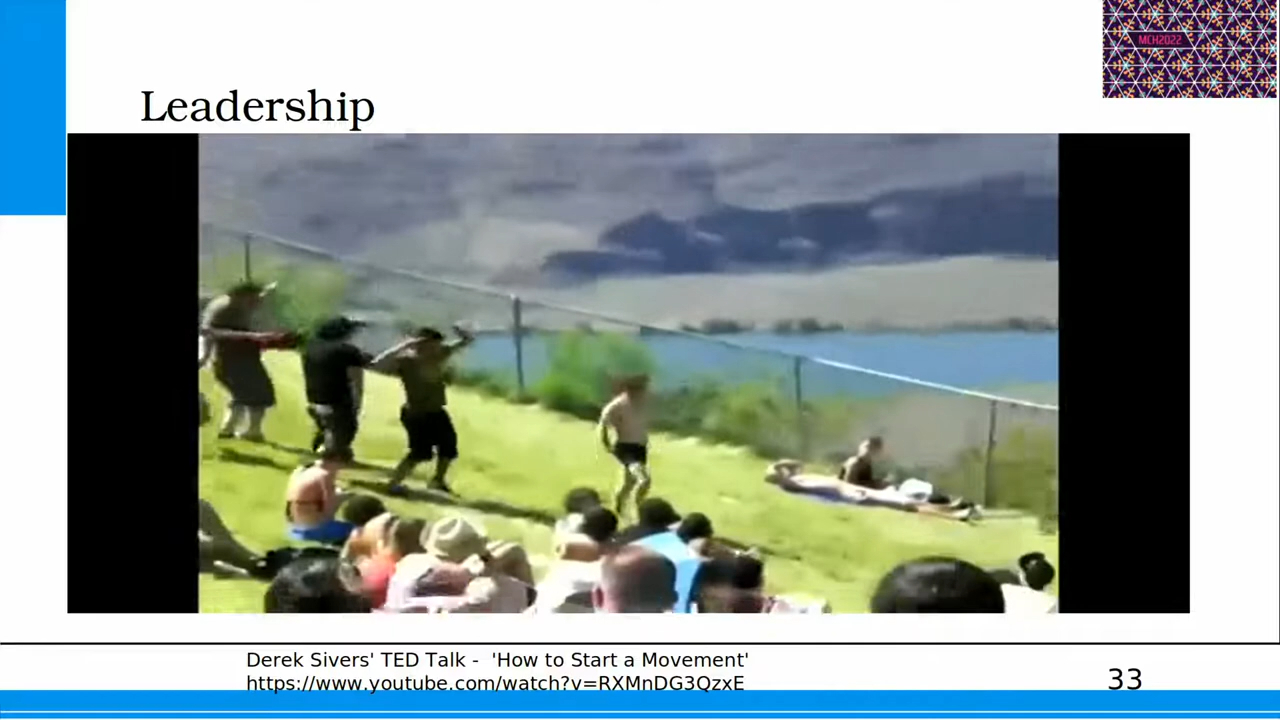 MCH2022
Leadership
Derek Sivers' TED Talk -  'How to Start a Movement'
https://www.youtube.com/watch?v=RXMnDG3QzxE
33